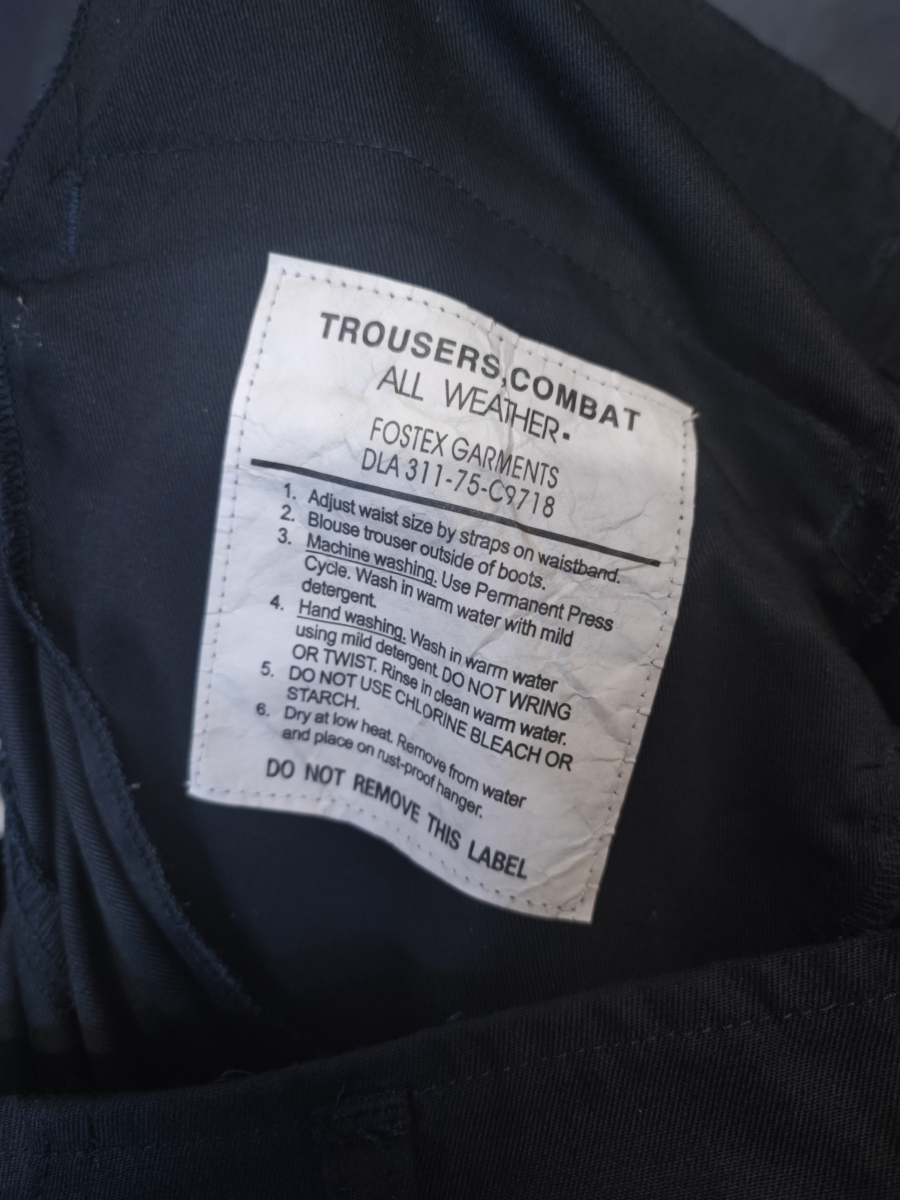 TROUSERS,COMBAT
ALL WEATHER.
FOSTEX GARMENTS
DLA 311-75-C9718
1. Adjust waist size by straps on waistband.
2. Blouse trouser outside of boots.
3. Machine washing. Use Permanent Press
Cycle. Wash in warm water with mild
detergent.
4. Hand washing. Wash in warm water
using mild detergent. DO NOT WRING
OR TWIST. Rinse in clean warm water.
5. DO NOT USE CHLORINE BLEACH OR
STARCH.
6. Dry at low heat. Remove from water
and place on rust-proof hanger.
DO NOT REMOVE THIS LABEL